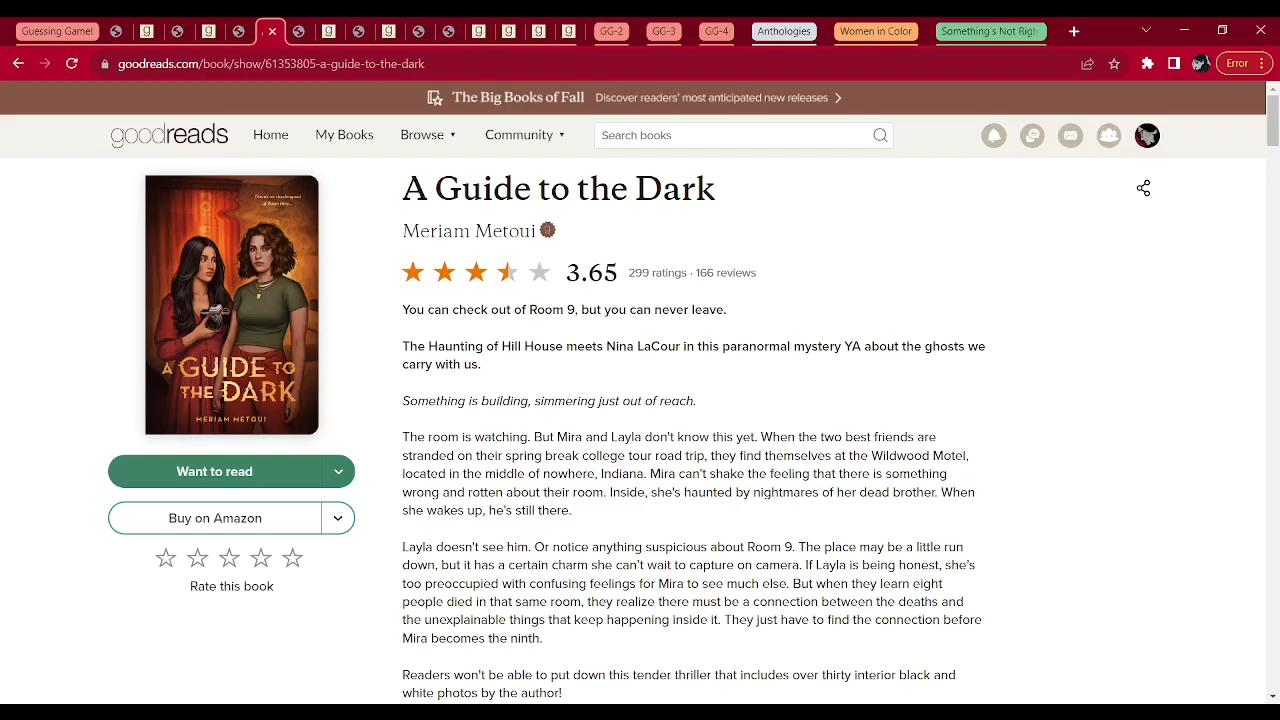 Guessing Game!
GG-2
GG-3
GG-4
Anthologies
Women in Color
Something's Not Righ
goodreads.com/book/show/61353805-a-guide-to-the-dark
Error
The Big Books of Fall Discover readers' most anticipated new releases
goodreads
Home
My Books
Browse
Community
Search books
A GUIDE TO
THE DARK
MERIAM METOUI
Want to read
Buy on Amazon
Rate this book
A Guide to the Dark
Meriam Metoui
3.65 299 ratings · 166 reviews
You can check out of Room 9, but you can never leave.
The Haunting of Hill House meets Nina LaCour in this paranormal mystery YA about the ghosts we
carry with us.
Something is building, simmering just out of reach.
The room is watching. But Mira and Layla don't know this yet. When the two best friends are
stranded on their spring break college tour road trip, they find themselves at the Wildwood Motel,
located in the middle of nowhere, Indiana. Mira can't shake the feeling that there is something
wrong and rotten about their room. Inside, she's haunted by nightmares of her dead brother. When
she wakes up, he's still there.
Layla doesn't see him. Or notice anything suspicious about Room 9. The place may be a little run
down, but it has a certain charm she can't wait to capture on camera. If Layla is being honest, she's
too preoccupied with confusing feelings for Mira to see much else. But when they learn eight
people died in that same room, they realize there must be a connection between the deaths and
the unexplainable things that keep happening inside it. They just have to find the connection before
Mira becomes the ninth.
Readers won't be able to put down this tender thriller that includes over thirty interior black and
white photos by the author!